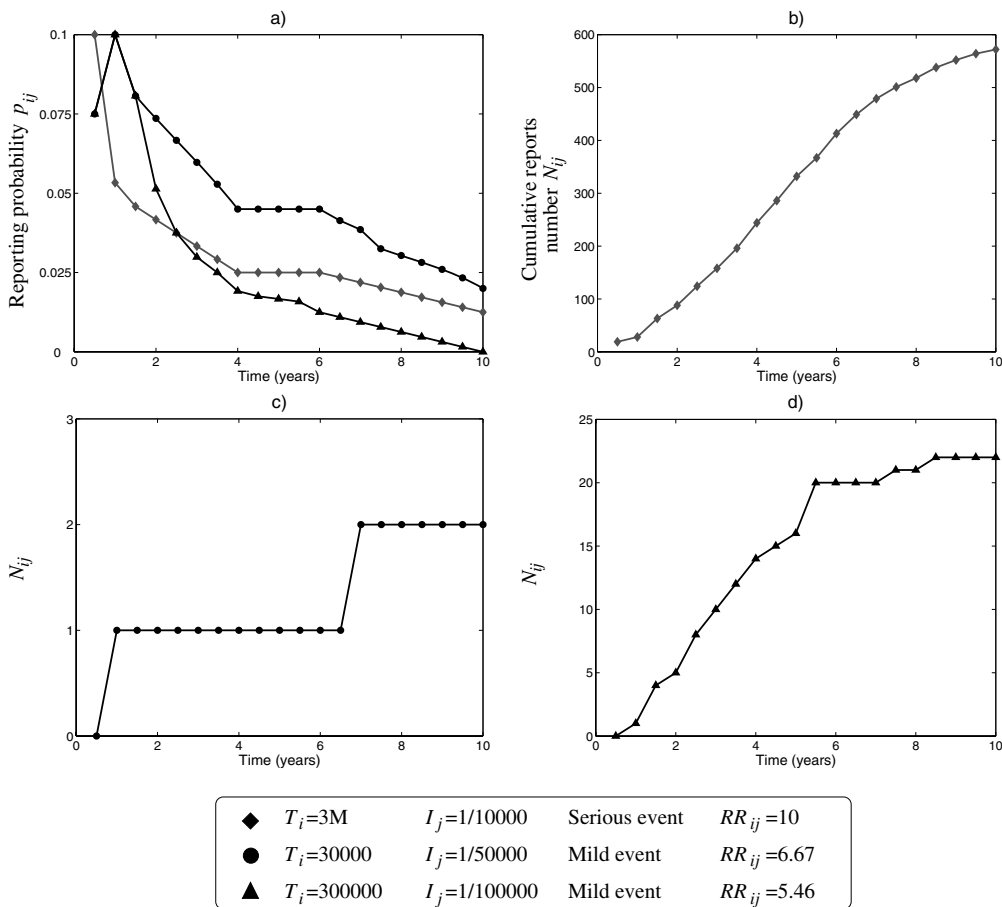 a)
0.1
0.075
0.05
0.025
0
Reporting probability p_ij
0 2 4 6 8 10
Time (years)
b)
600
500
400
300
200
100
0
Cumulative reports
number N_ij
0 2 4 6 8 10
Time (years)
c)
3
2
1
0
N_ij
0 2 4 6 8 10
Time (years)
d)
25
20
15
10
5
0
N_ij
0 2 4 6 8 10
Time (years)
T_i=3M I_j=1/10000 Serious event RR_ij=10
T_i=30000 I_j=1/50000 Mild event RR_ij=6.67
T_i=300000 I_j=1/100000 Mild event RR_ij=5.46